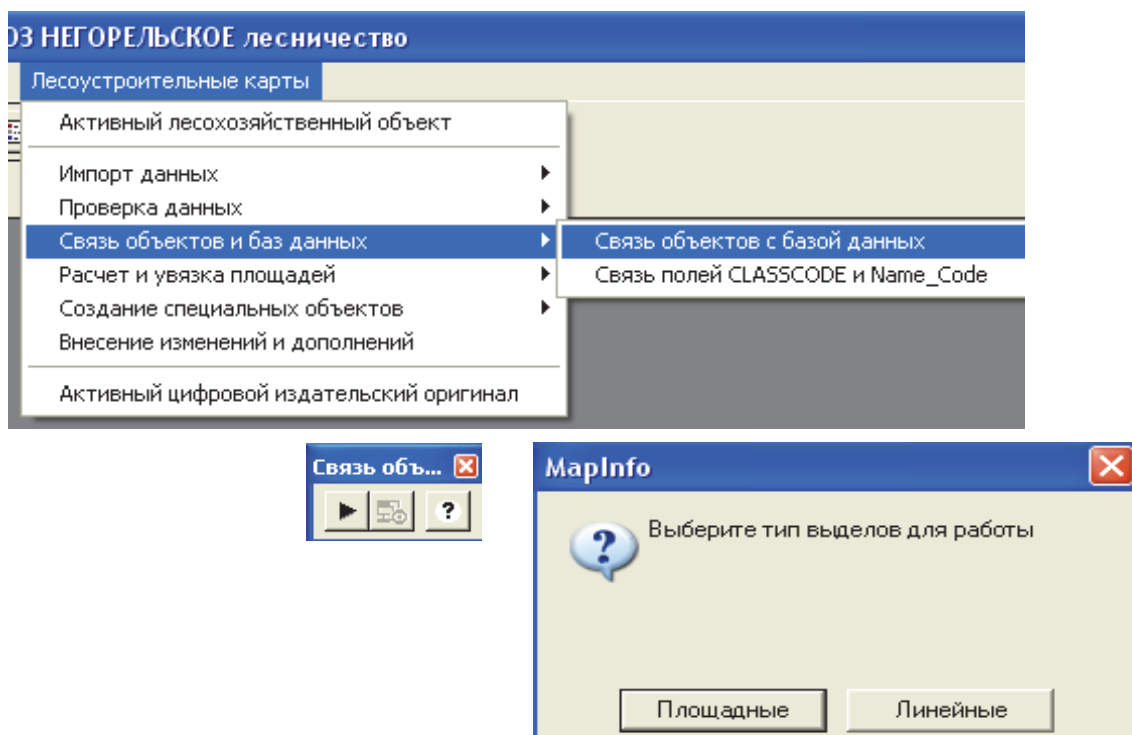 ОЗ НЕГОРЕЛЬСКОЕ лесничество
Лесоустроительные карты
Активный лесохозяйственный объект
Импорт данных
Проверка данных
Связь объектов и баз данных
Связь объектов с базой данных
Расчет и увязка площадей
Связь полей CLASSCODE и Name_Code
Создание специальных объектов
Внесение изменений и дополнений
Активный цифровой издательский оригинал
Связь объ...
?
MapInfo
?
Выберите тип выделов для работы
Площадные
Линейные